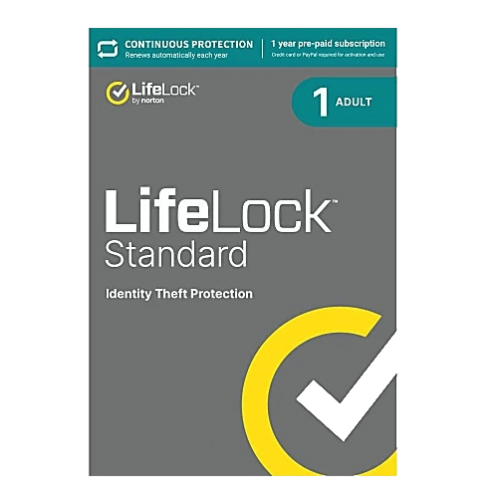 CONTINUOUS PROTECTION
Renews automatically each year
1 year pre-paid subscription
Credit card or PayPal required for activation and use
LifeLock™
by norton
1 ADULT
LifeLock™
Standard
Identity Theft Protection